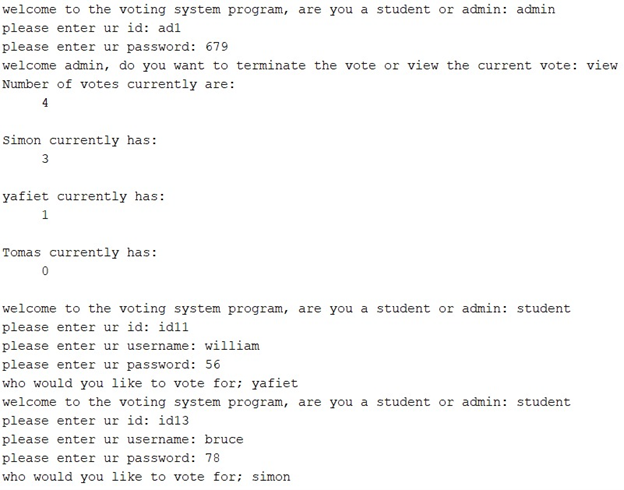 welcome to the voting system program, are you a student or admin: admin
please enter ur id: ad1
please enter ur password: 679
welcome admin, do you want to terminate the vote or view the current vote: view
Number of votes currently are:
4
Simon currently has:
3
yafiet currently has:
1
Tomas currently has:
0
welcome to the voting system program, are you a student or admin: student
please enter ur id: id11
please enter ur username: william
please enter ur password: 56
who would you like to vote for; yafiet
welcome to the voting system program, are you a student or admin: student
please enter ur id: id13
please enter ur username: bruce
please enter ur password: 78
who would you like to vote for; simon